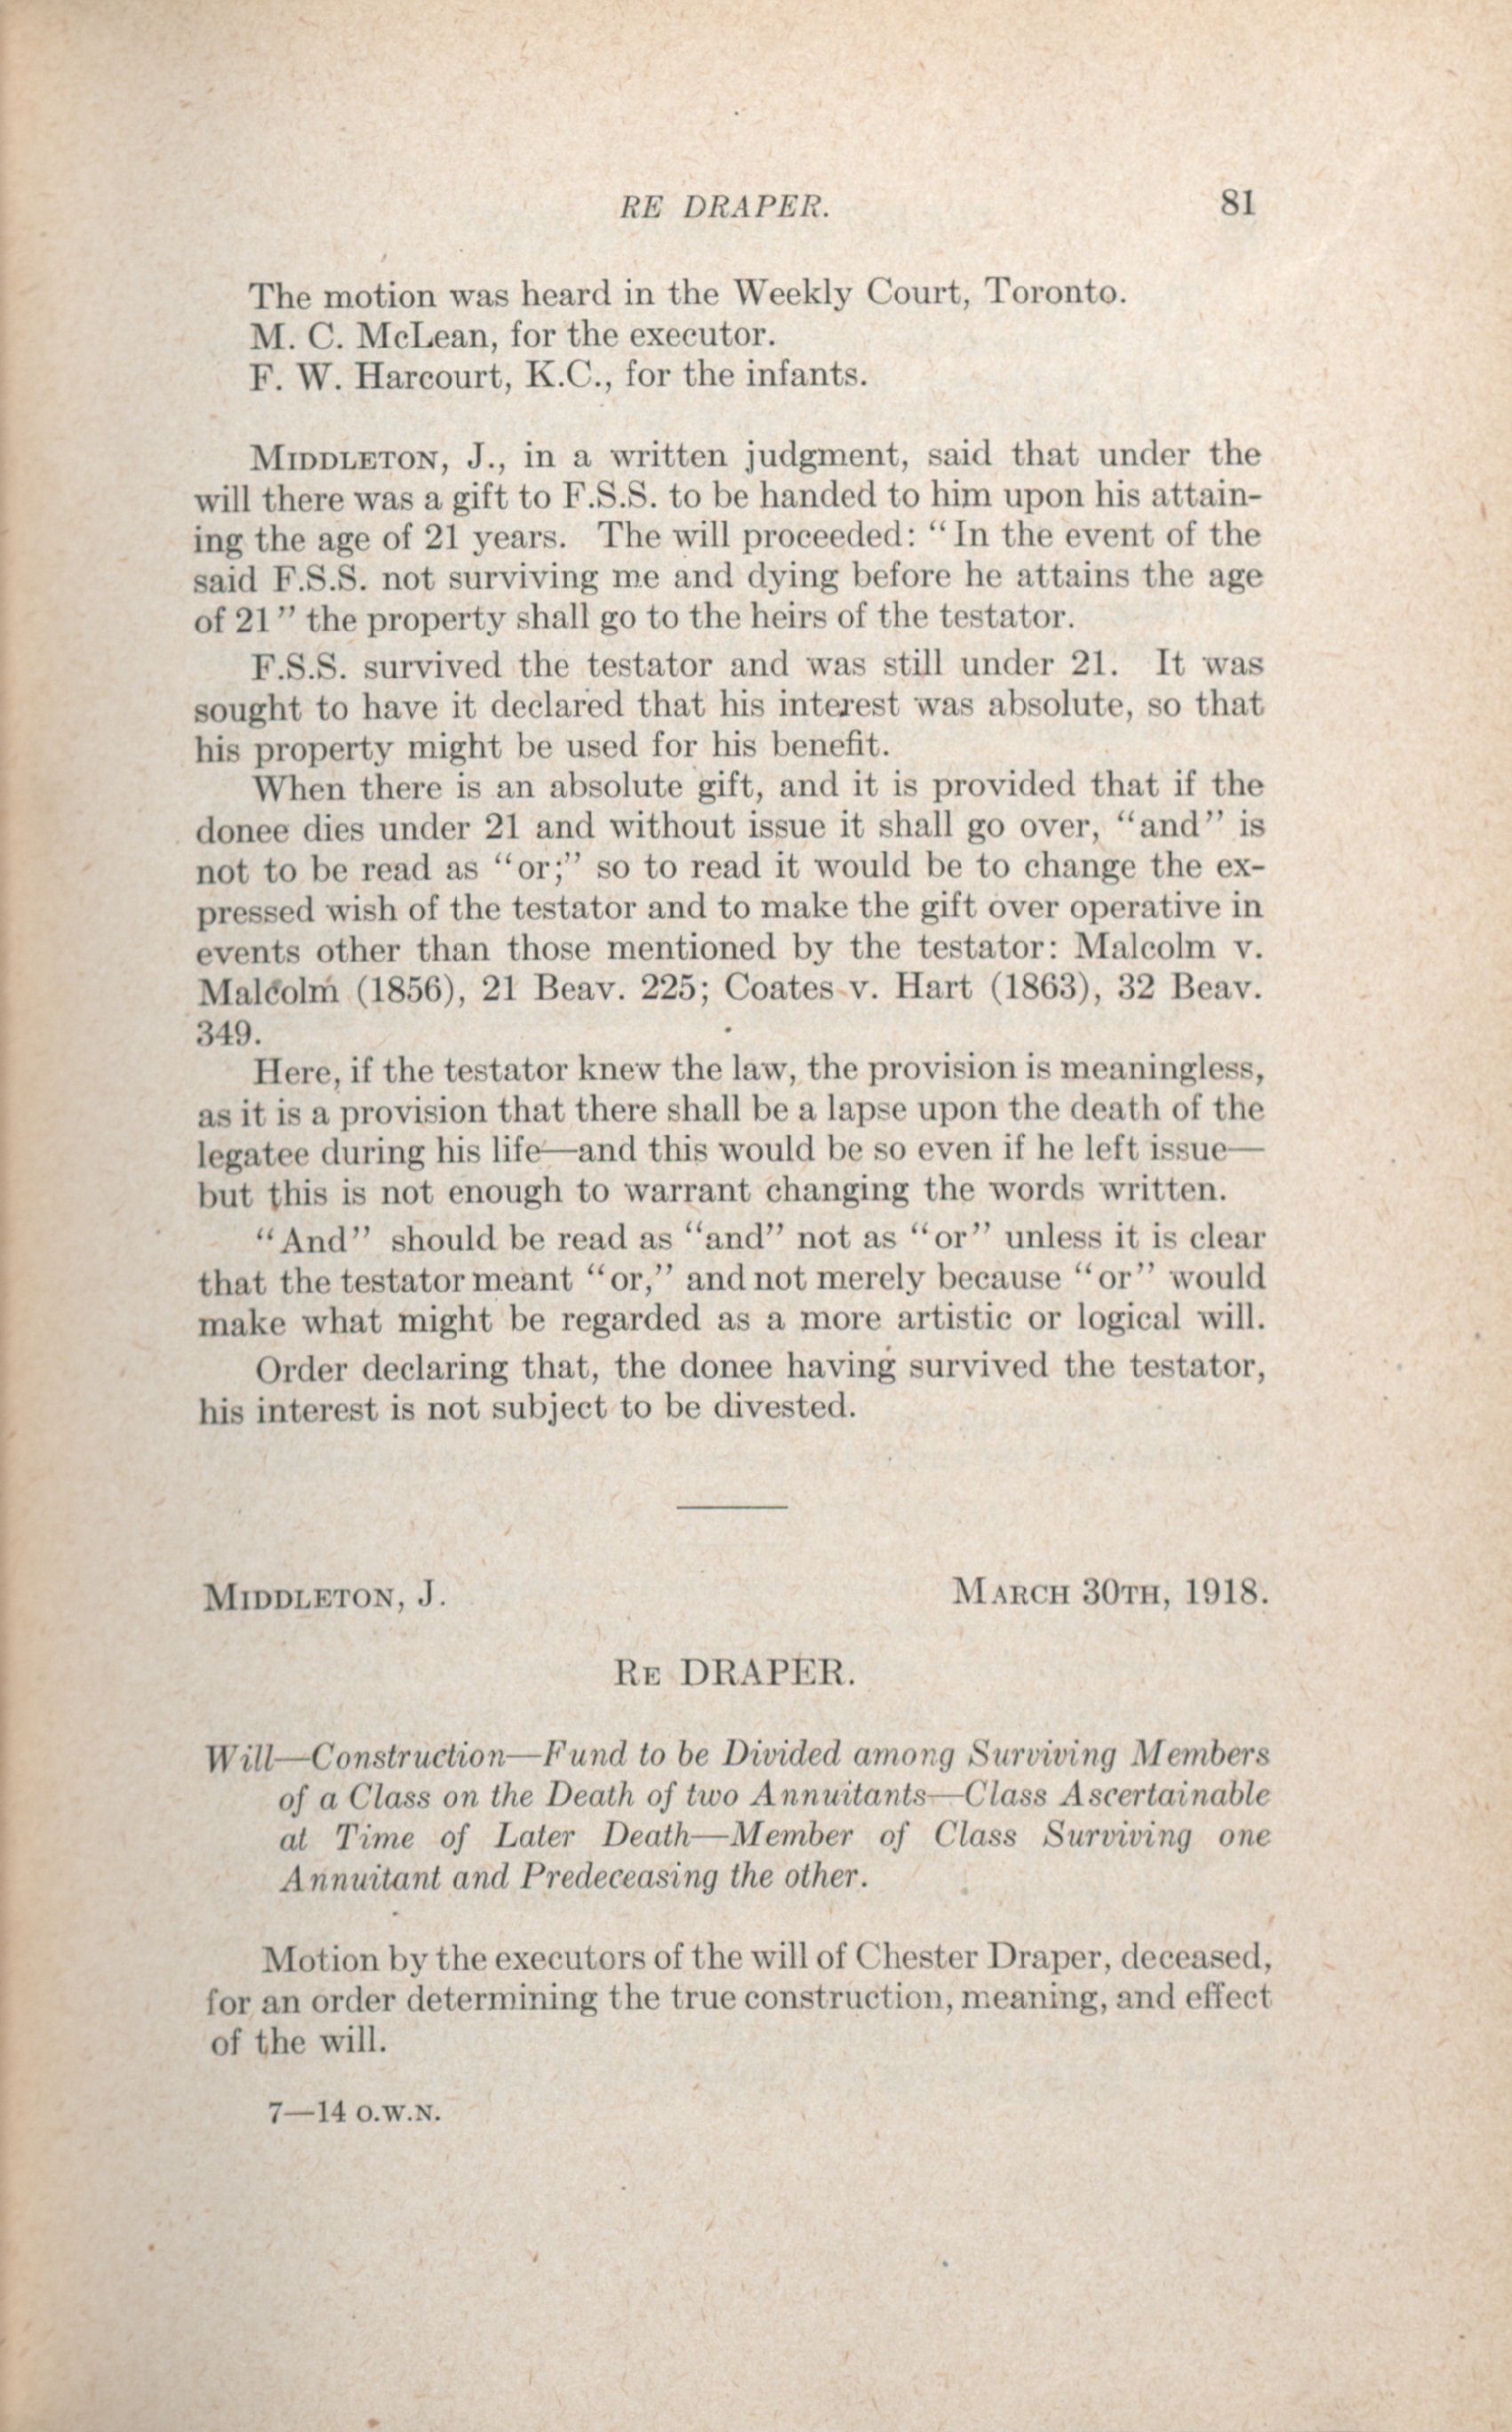 RE DRAPER. 81
The motion was heard in the Weekly Court, Toronto.
M. C. McLean, for the executor.
F. W. Harcourt, K.C., for the infants.
MIDDLETON, J., in a written judgment, said that under the
will there was a gift to F.S.S. to be handed to him upon his attain-
ing the age of 21 years. The will proceeded: “In the event of the
said F.S.S. not surviving me and dying before he attains the age
of 21” the property shall go to the heirs of the testator.
F.S.S. survived the testator and was still under 21. It was
sought to have it declared that his interest was absolute, so that
his property might be used for his benefit.
When there is an absolute gift, and it is provided that if the
donee dies under 21 and without issue it shall go over, “and” is
not to be read as “or;” so to read it would be to change the ex-
pressed wish of the testator and to make the gift over operative in
events other than those mentioned by the testator: Malcolm v.
Malcolm (1856), 21 Beav. 225; Coates v. Hart (1863), 32 Beav.
349.
Here, if the testator knew the law, the provision is meaningless,
as it is a provision that there shall be a lapse upon the death of the
legatee during his life—and this would be so even if he left issue—
but this is not enough to warrant changing the words written.
“And” should be read as “and” not as “or” unless it is clear
that the testator meant “or,” and not merely because “or” would
make what might be regarded as a more artistic or logical will.
Order declaring that, the donee having survived the testator,
his interest is not subject to be divested.
MIDDLETON, J. MARCH 30TH, 1918.
RE DRAPER.
Will—Construction—Fund to be Divided among Surviving Members
of a Class on the Death of two Annuitants—Class Ascertainable
at Time of Later Death—Member of Class Surviving one
Annuitant and Predeceasing the other.
Motion by the executors of the will of Chester Draper, deceased,
for an order determining the true construction, meaning, and effect
of the will.
7—14 O.W.N.